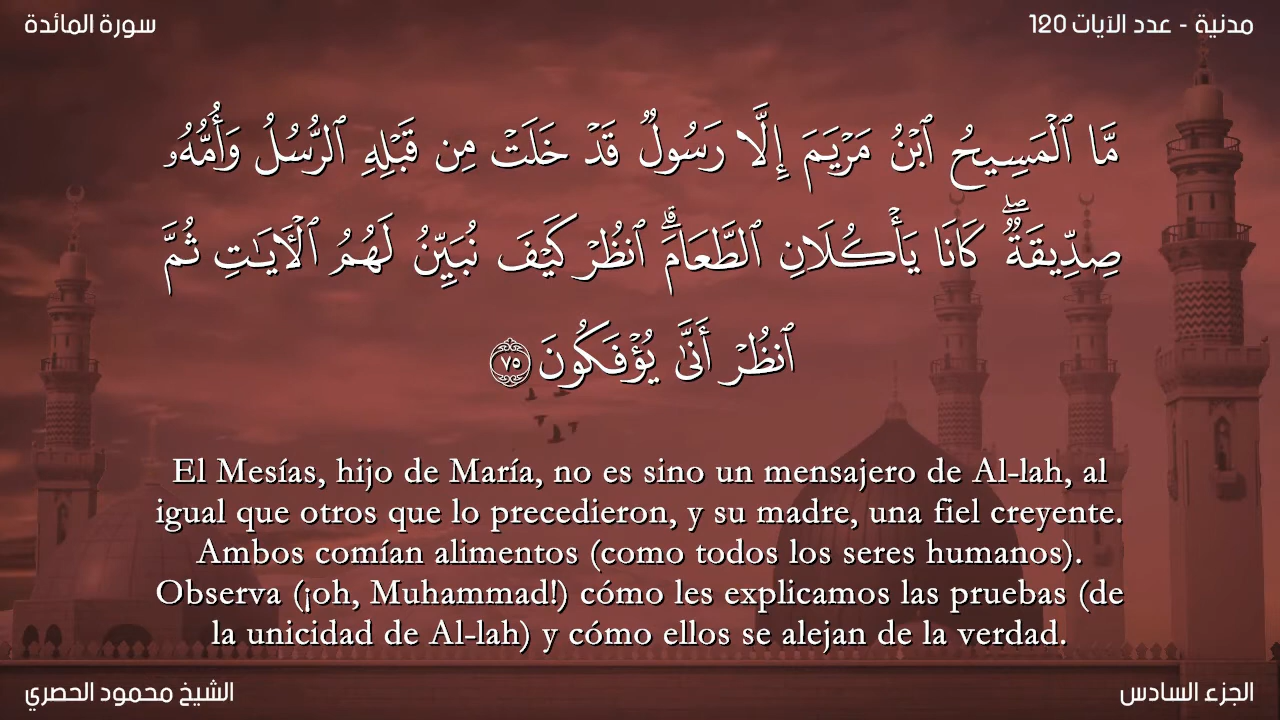 سورة المائدة
مدنية - عدد الآيات 120
مَّا ٱلْمَسِيحُ ٱبْنُ مَرْيَمَ إِلَّا رَسُولٌ قَدْ خَلَتْ مِن قَبْلِهِ ٱلرُّسُلُ وَأُمُّهُۥ
صِدِّيقَةٌ ۖ كَانَا يَأْكُلَانِ ٱلطَّعَامَ ۗ ٱنظُرْ كَيْفَ نُبَيِّنُ لَهُمُ ٱلْـَٔايَـٰتِ ثُمَّ
ٱنظُرْ أَنَّىٰ يُؤْفَكُونَ ٧٥
El Mesías, hijo de María, no es sino un mensajero de Al-lah, al
igual que otros que lo precedieron, y su madre, una fiel creyente.
Ambos comían alimentos (como todos los seres humanos).
Observa (¡oh, Muhammad!) cómo les explicamos las pruebas (de
la unicidad de Al-lah) y cómo ellos se alejan de la verdad.
الشيخ محمود الحصري
الجزء السادس